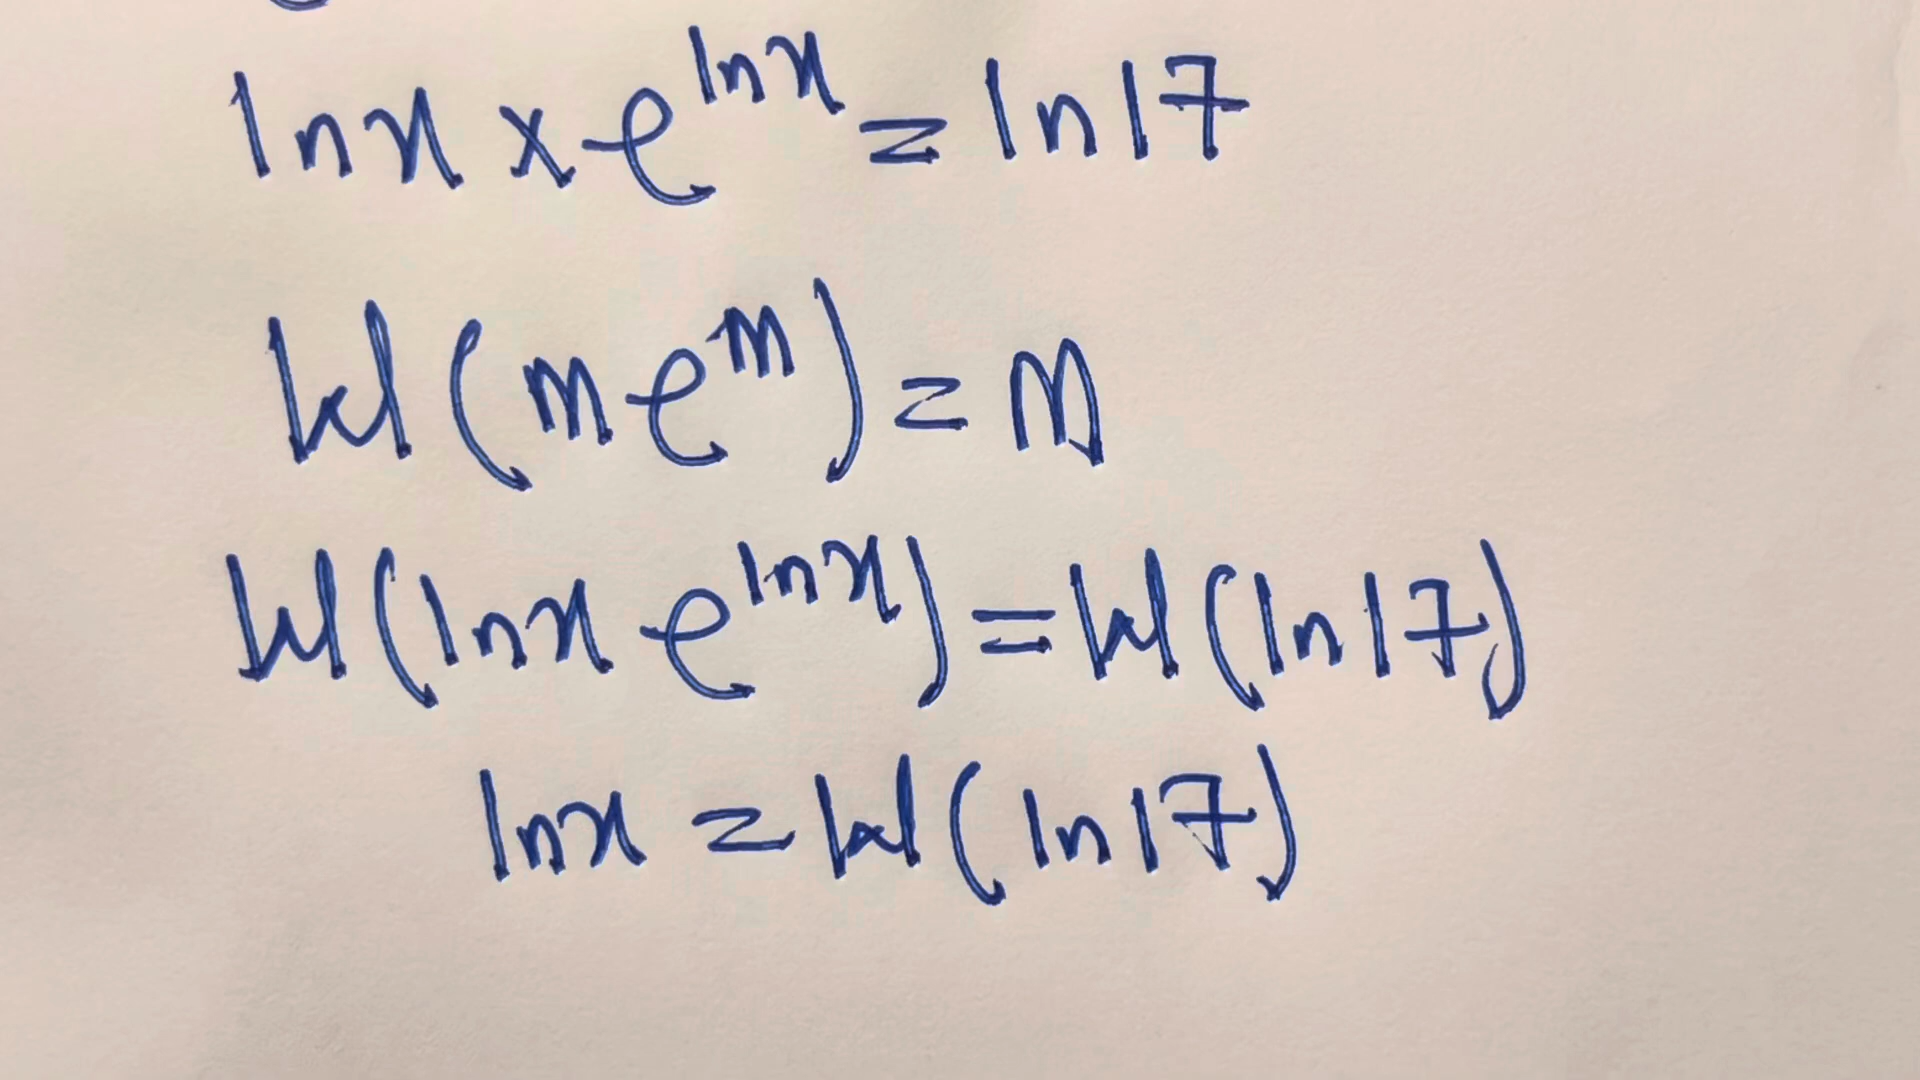 lnx × e^lnx = ln17
W(me^m) = m
W(lnx e^lnx) = W(ln17)
lnx = W(ln17)